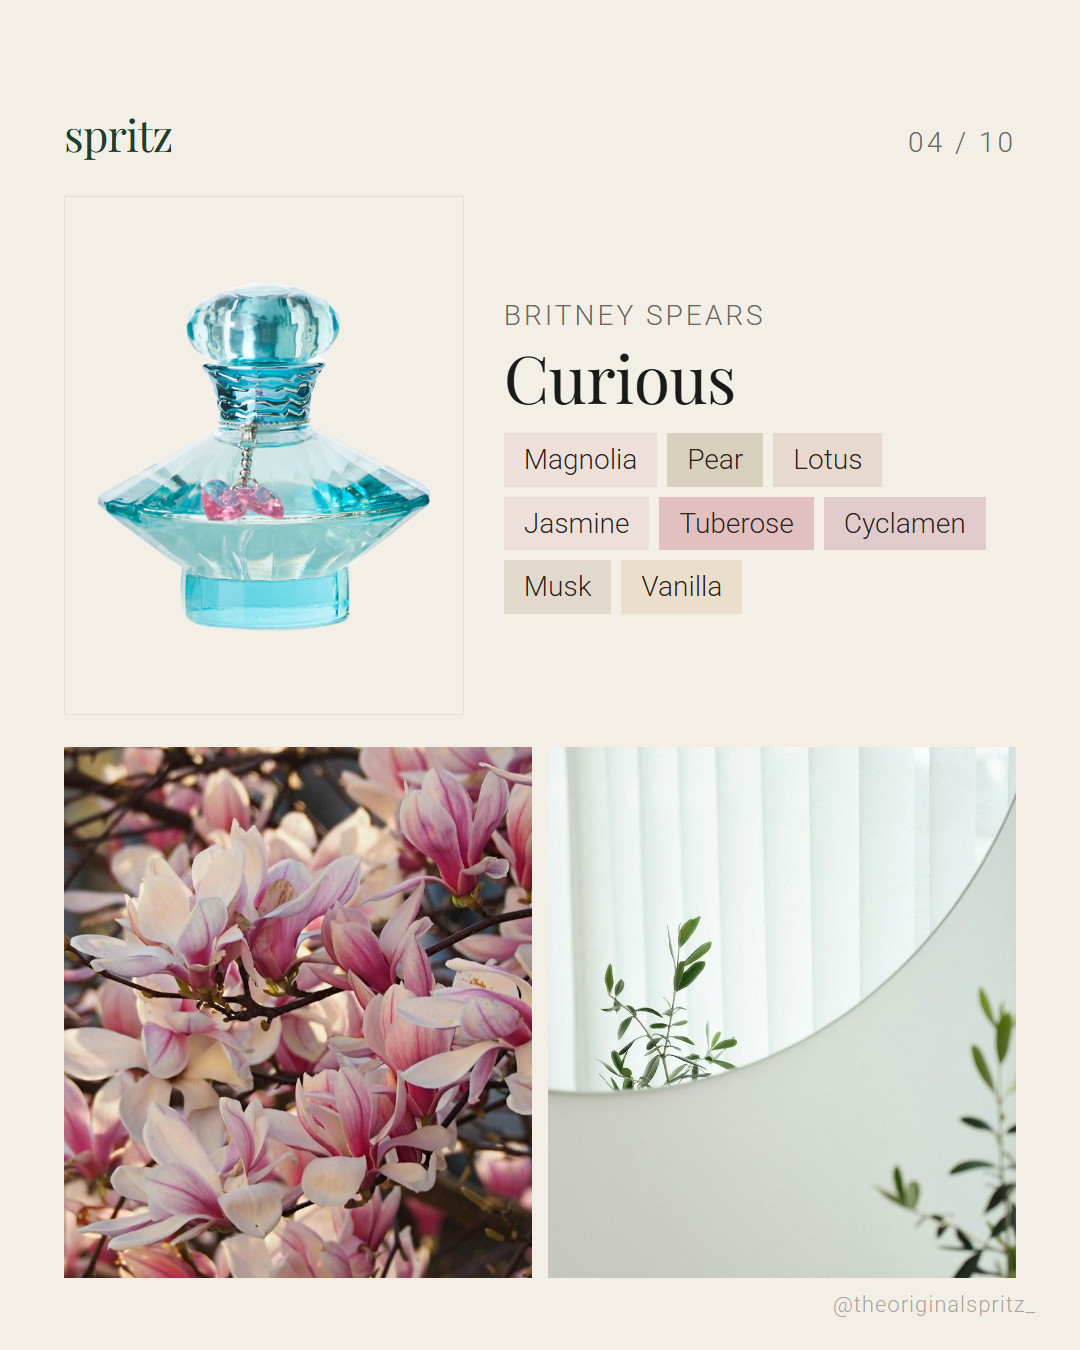 spritz
04 / 10
BRITNEY SPEARS
Curious
Magnolia Pear Lotus
Jasmine Tuberose Cyclamen
Musk Vanilla
@theoriginalspritz_